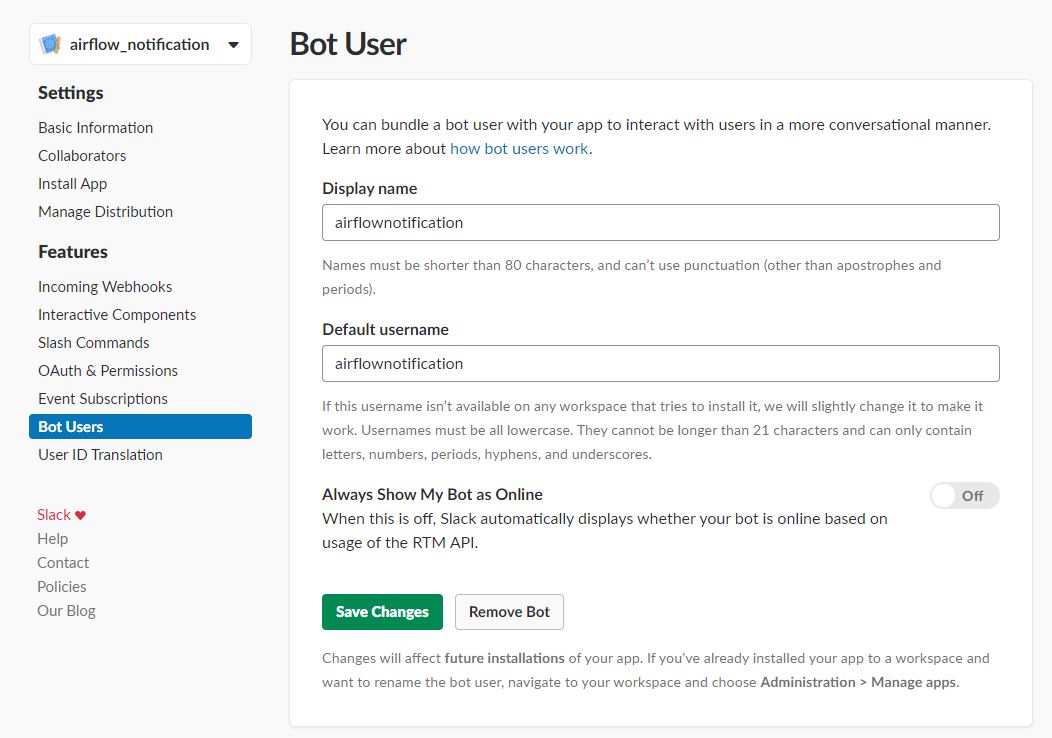 airflow_notification
Settings
Basic Information
Collaborators
Install App
Manage Distribution
Features
Incoming Webhooks
Interactive Components
Slash Commands
OAuth & Permissions
Event Subscriptions
Bot Users
User ID Translation
Slack ♥
Help
Contact
Policies
Our Blog
Bot User
You can bundle a bot user with your app to interact with users in a more conversational manner.
Learn more about how bot users work.
Display name
airflownotification
Names must be shorter than 80 characters, and can’t use punctuation (other than apostrophes and
periods).
Default username
airflownotification
If this username isn’t available on any workspace that tries to install it, we will slightly change it to make it
work. Usernames must be all lowercase. They cannot be longer than 21 characters and can only contain
letters, numbers, periods, hyphens, and underscores.
Always Show My Bot as Online
Off
When this is off, Slack automatically displays whether your bot is online based on
usage of the RTM API.
Save Changes
Remove Bot
Changes will affect future installations of your app. If you’ve already installed your app to a workspace and
want to rename the bot user, navigate to your workspace and choose Administration > Manage apps.